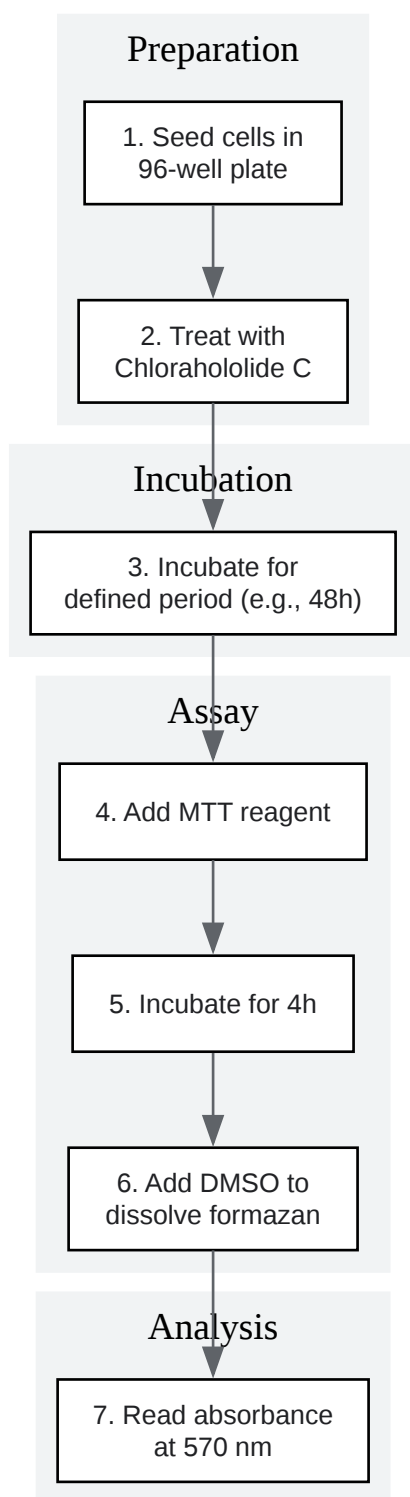 Preparation
1. Seed cells in
96-well plate
2. Treat with
Chlorahololide C
Incubation
3. Incubate for
defined period (e.g., 48h)
Assay
4. Add MTT reagent
5. Incubate for 4h
6. Add DMSO to
dissolve formazan
Analysis
7. Read absorbance
at 570 nm